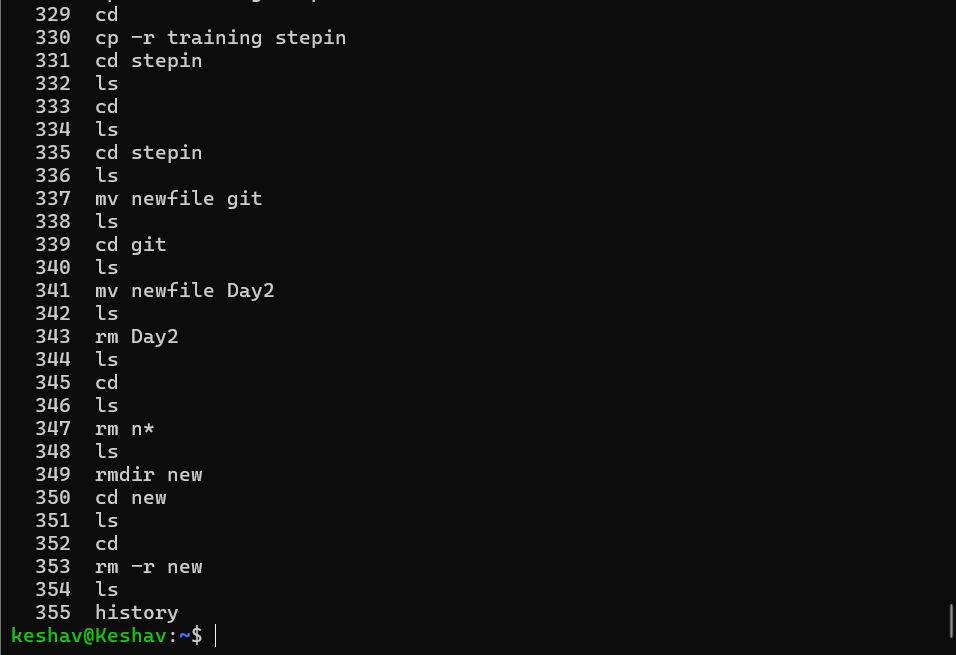 329 cd
330 cp -r training stepin
331 cd stepin
332 ls
333 cd
334 ls
335 cd stepin
336 ls
337 mv newfile git
338 ls
339 cd git
340 ls
341 mv newfile Day2
342 ls
343 rm Day2
344 ls
345 cd
346 ls
347 rm n*
348 ls
349 rmdir new
350 cd new
351 ls
352 cd
353 rm -r new
354 ls
355 history
keshav@Keshav:~$